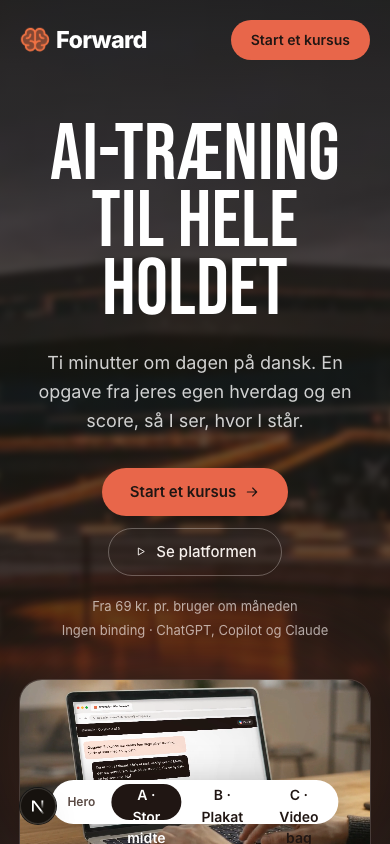 Forward
Start et kursus
AI-TRÆNING
TIL HELE
HOLDET
Ti minutter om dagen på dansk. En
opgave fra jeres egen hverdag og en
score, så I ser, hvor I står.
Start et kursus →
Se platformen
Fra 69 kr. pr. bruger om måneden
Ingen binding · ChatGPT, Copilot og Claude
N
Hero
A ·
Stor
midte
B ·
Plakat
C ·
Video
bag